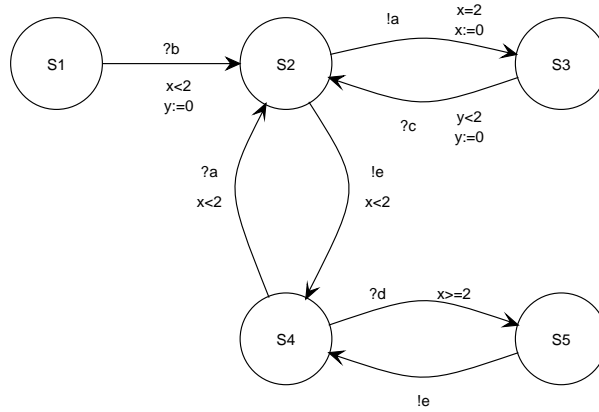 !a
x=2
x:=0
?b
S1
S2
S3
x<2
y:=0
?c
y<2
y:=0
?a
x<2
!e
x<2
?d
x>=2
S4
S5
!e